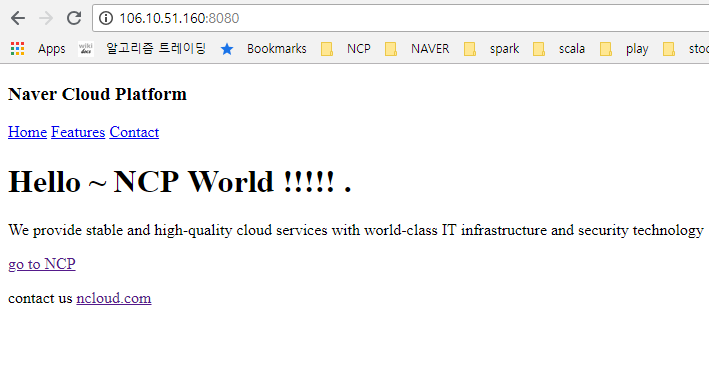 106.10.51.160:8080
Apps wiki docs 알고리즘 트레이딩 Bookmarks NCP NAVER spark scala play stoc
Naver Cloud Platform
Home Features Contact
Hello ~ NCP World !!!!! .
We provide stable and high-quality cloud services with world-class IT infrastructure and security technology
go to NCP
contact us ncloud.com